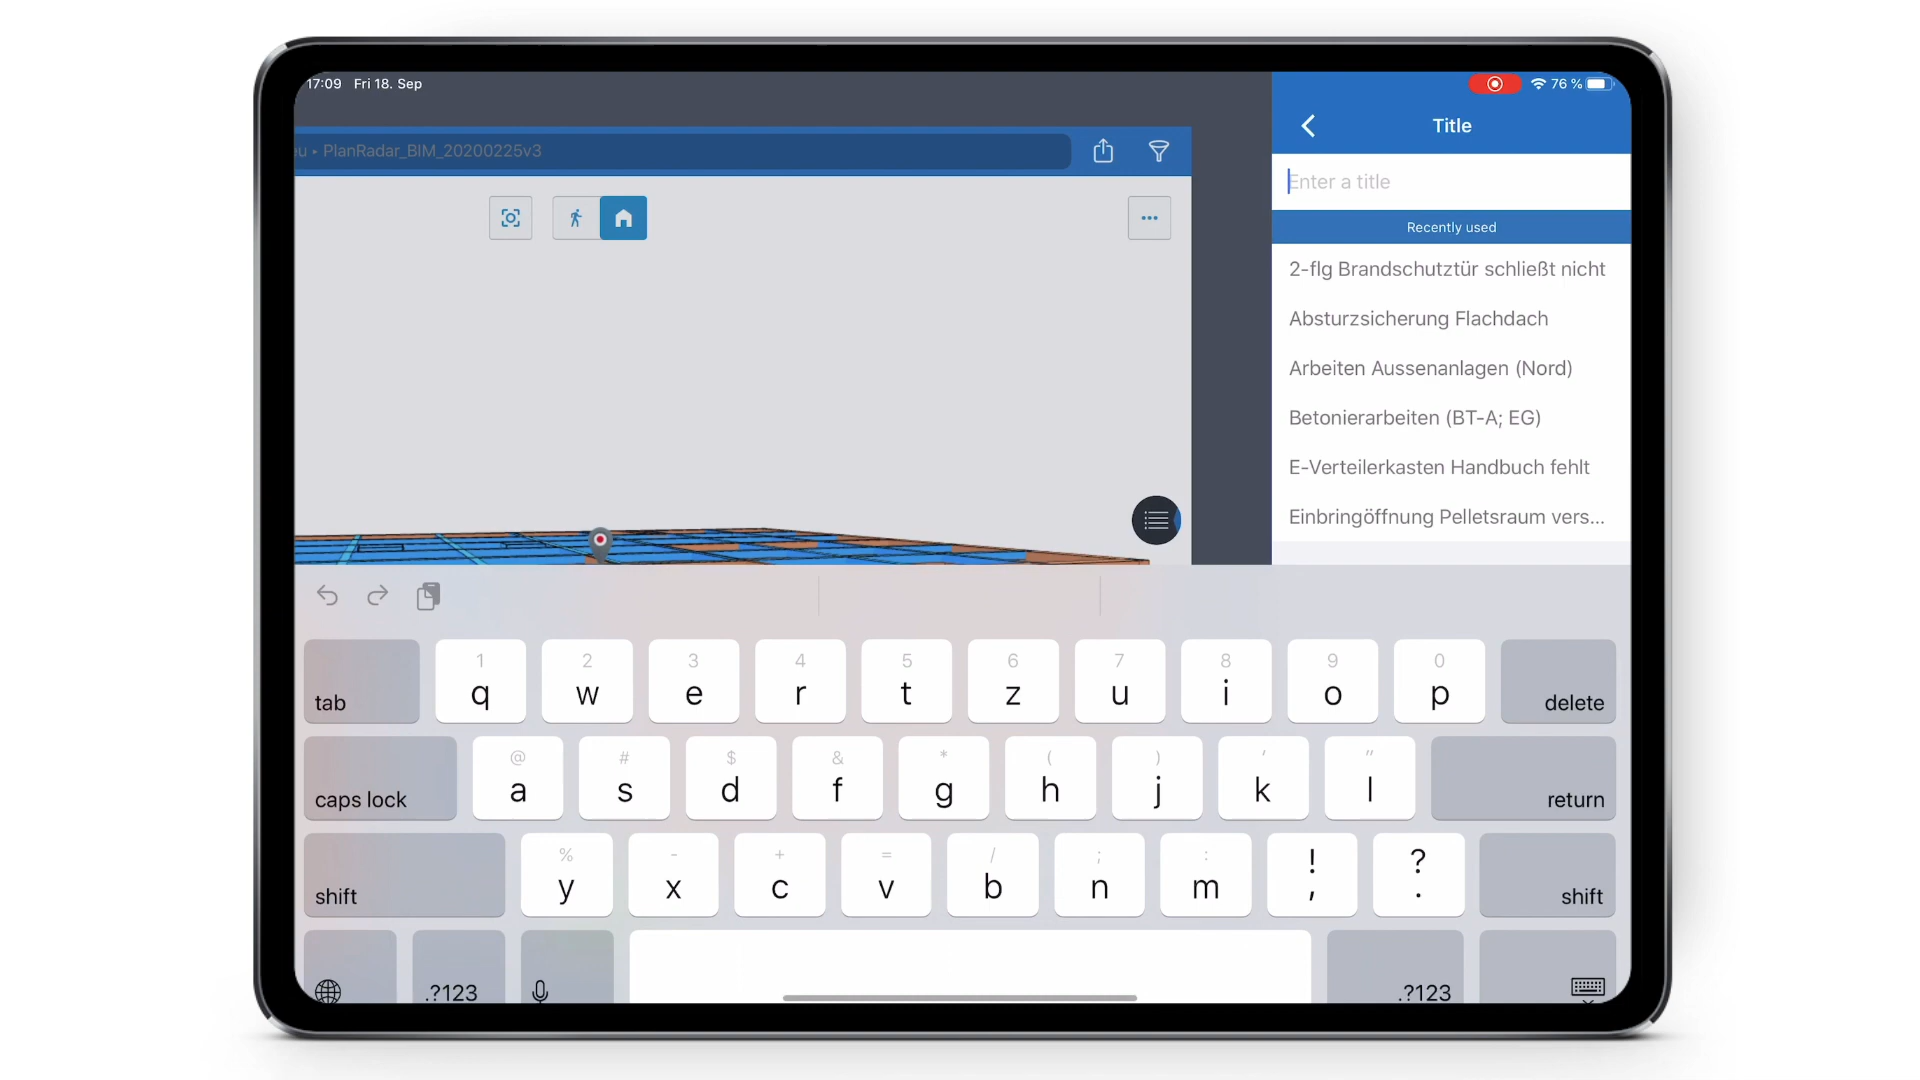 17:09 Fri 18. Sep
76 %
Title
eu ▸ PlanRadar_BIM_20200225v3
Enter a title
Recently used
2-flg Brandschutztür schließt nicht
Absturzsicherung Flachdach
Arbeiten Aussenanlagen (Nord)
Betonierarbeiten (BT-A; EG)
E-Verteilerkasten Handbuch fehlt
Einbringöffnung Pelletsraum vers...
1 2 3 4 5 6 7 8 9 0
tab q w e r t z u i o p delete
@ # $ & * ( ) ' "
caps lock a s d f g h j k l return
% - + = / ; : ! ?
shift y x c v b n m , . shift
.?123 .?123